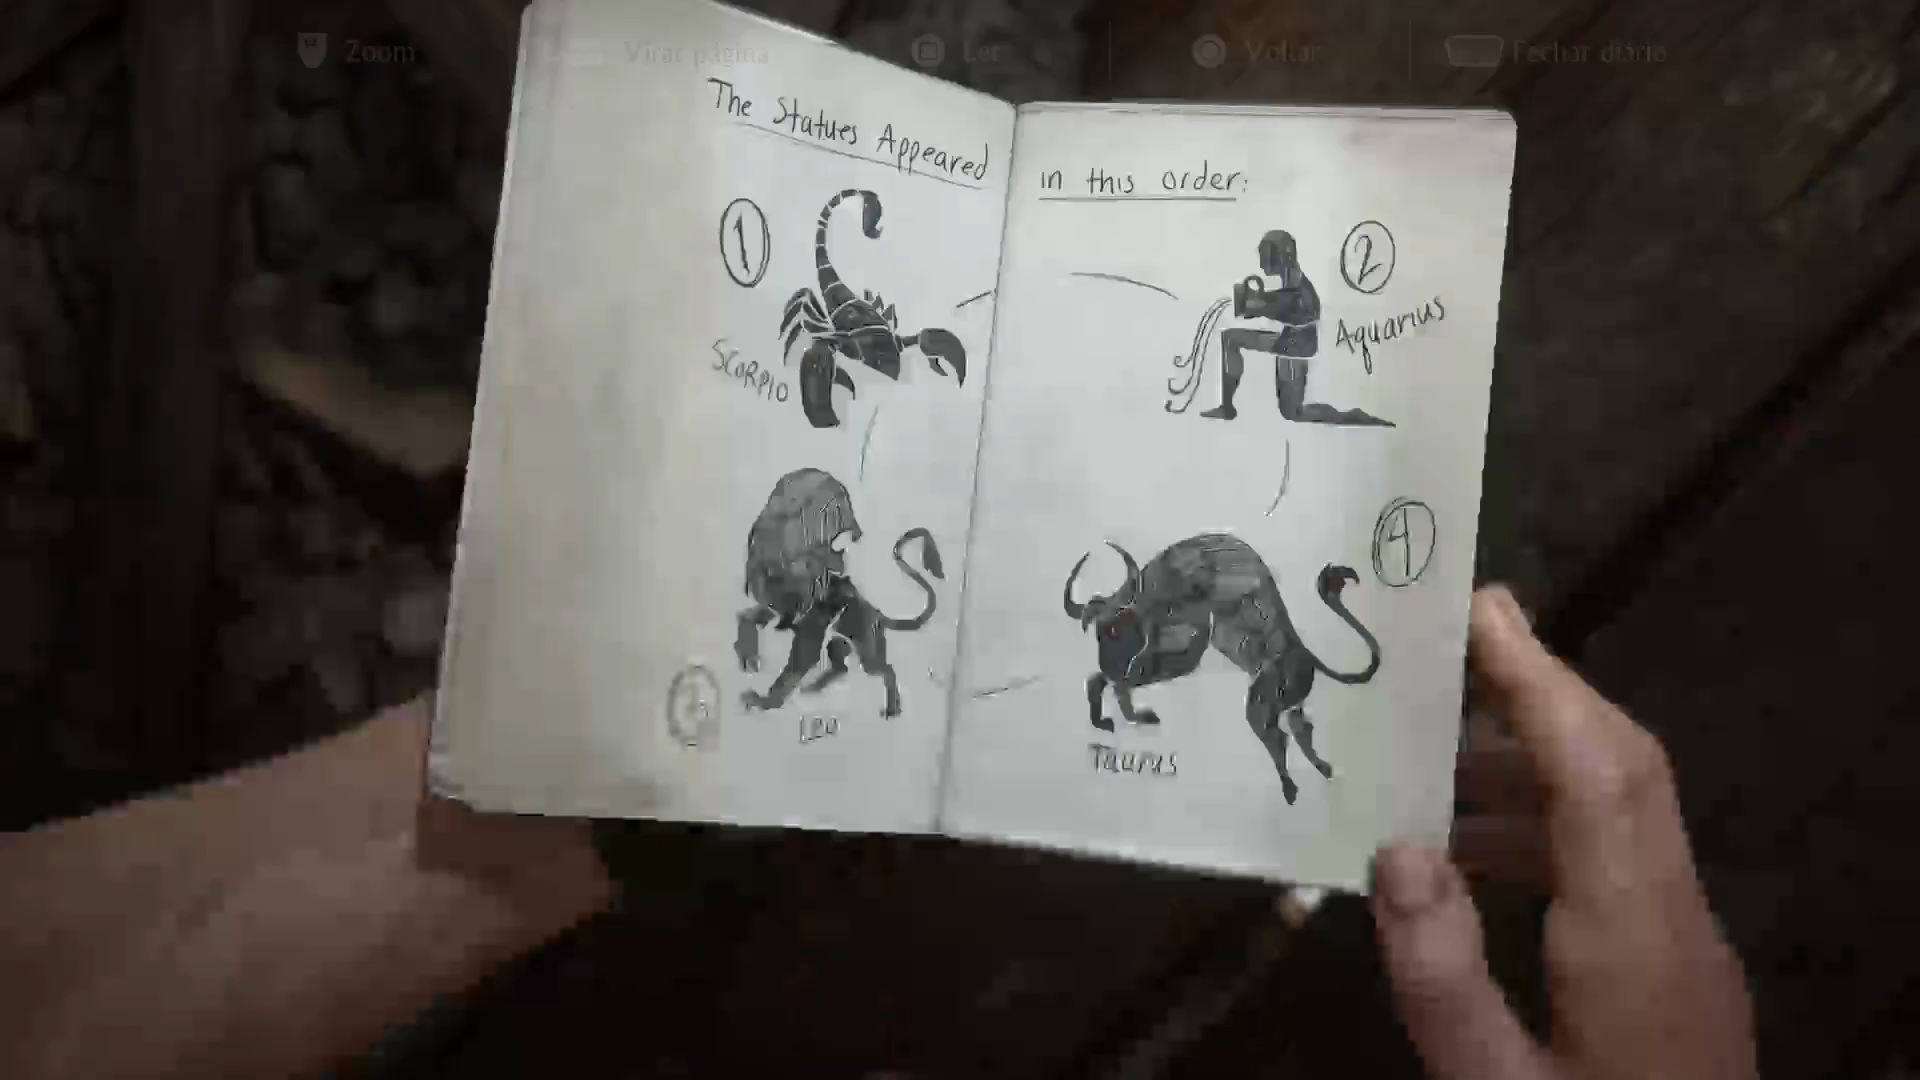 Zoom
Virar página
Ler
Voltar
Fechar diário
The Statues Appeared
in this order:
1
2
Scorpio
Aquarius
4
Leo
Taurus